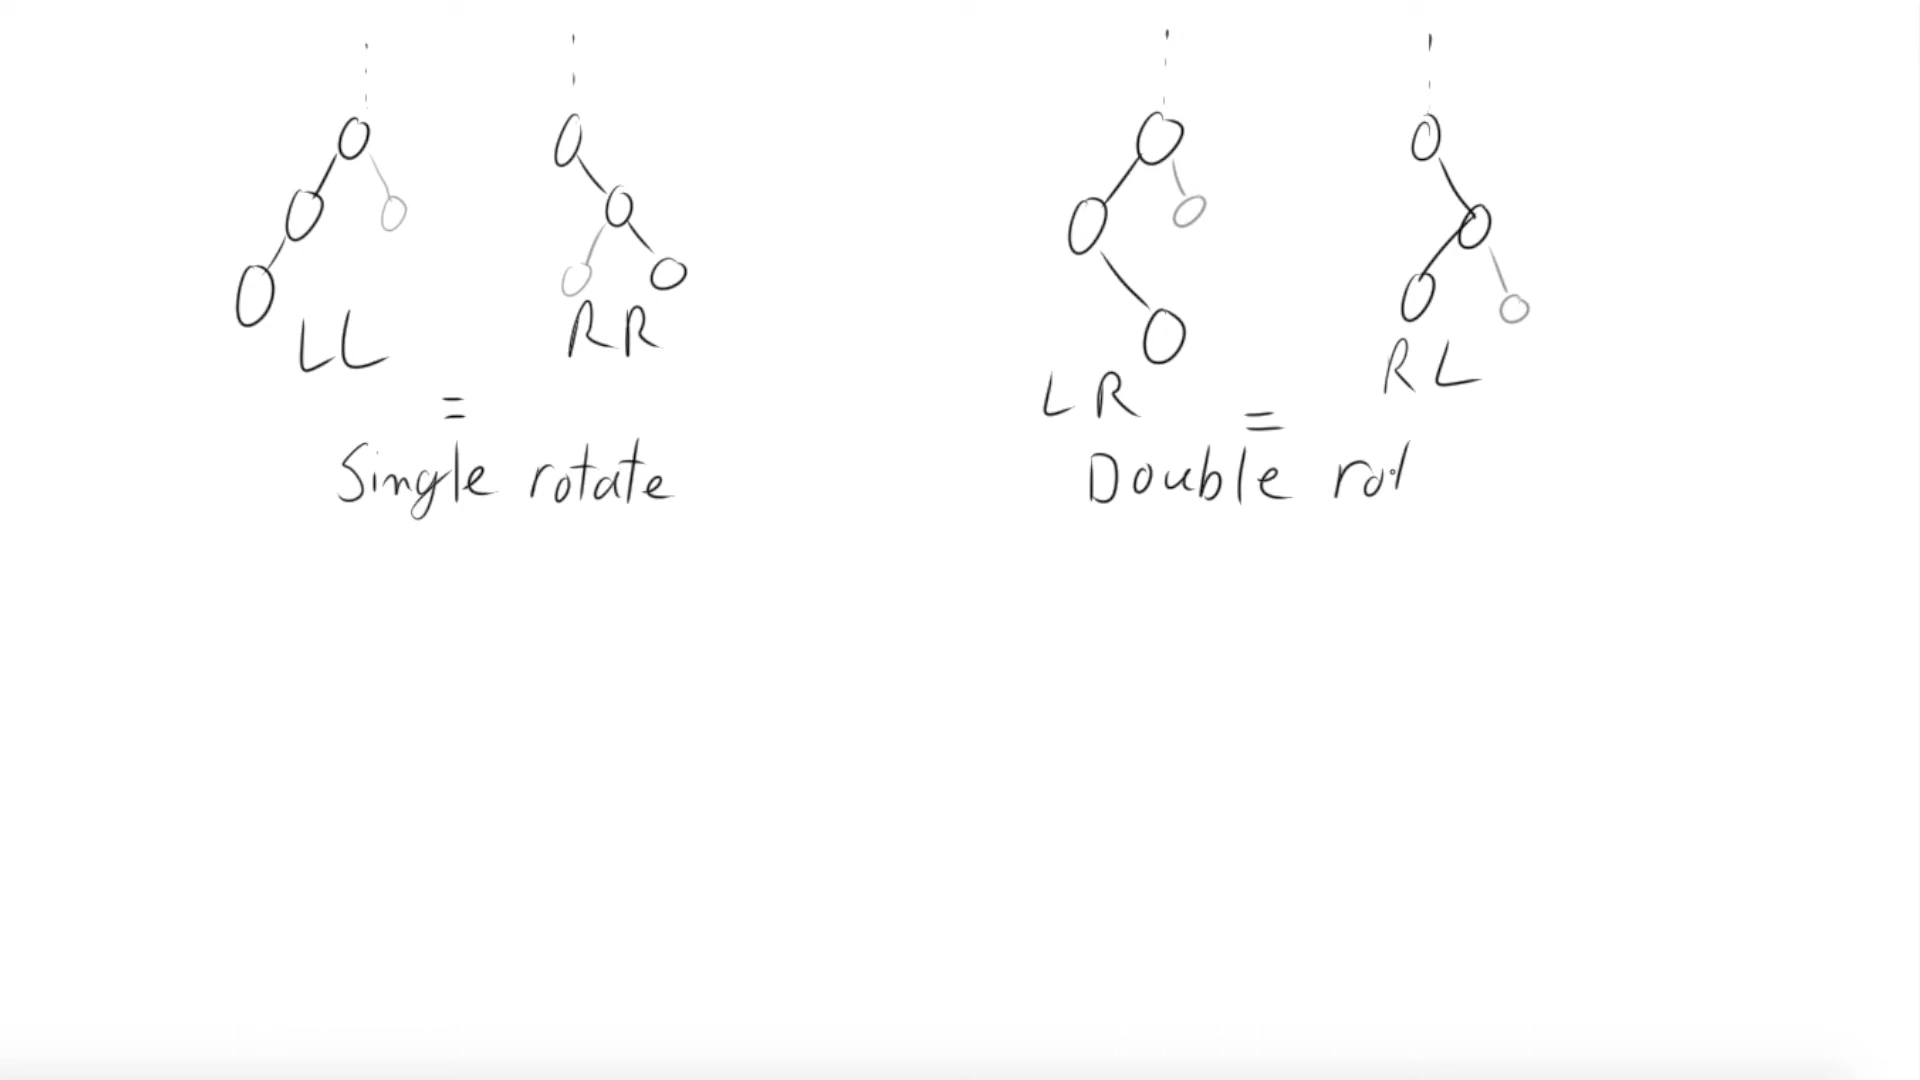 LL
RR
=
Single rotate
LR
RL
=
Double rot